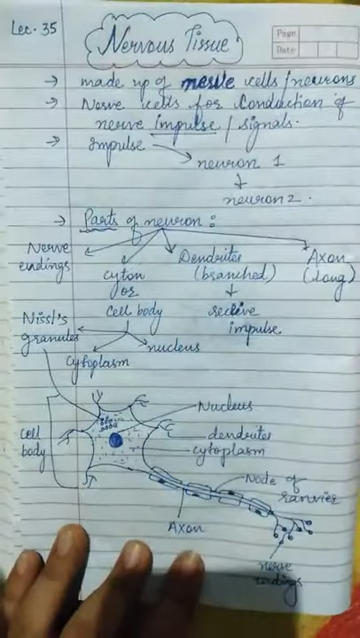 Lec. 35
Nervous Tissue
Page
Date
→ made up of nerve cells/neurons
→ Nerve cells for conduction of
nerve impulse / signals.
→ Impulse → neuron 1
↓
neuron 2.
→ Parts of neuron :
Nerve endings
cyton or cell body
Dendrites (branched)
↓
receive impulse
Axon (long)
Nissl's granules
Cytoplasm
nucleus
Cell body
Nucleus
dendrites
cytoplasm
Node of ranvier
Axon
nerve endings